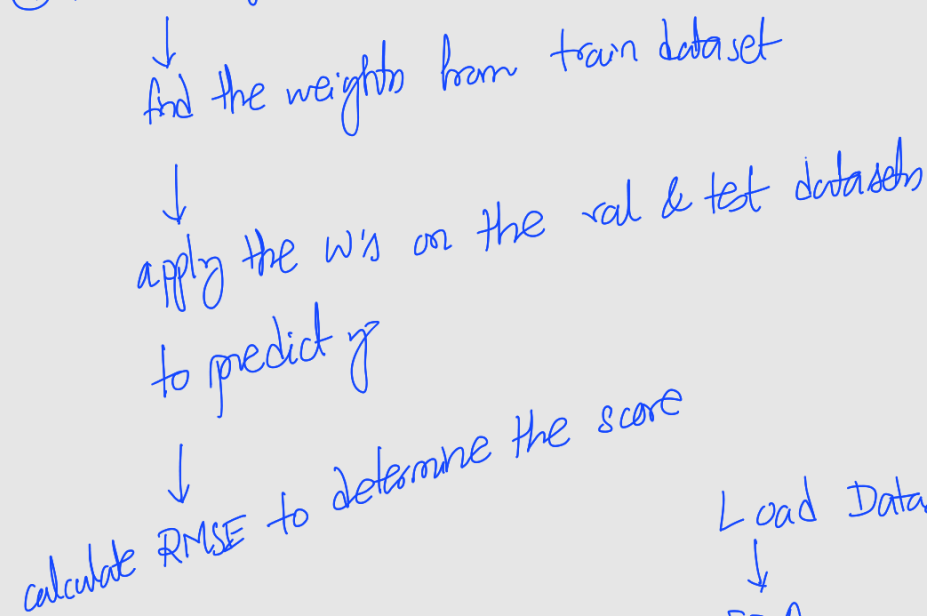 ↓
find the weights from train dataset
↓
apply the w's on the val & test datasets
to predict y
↓
calculate RMSE to determine the score
Load Data
↓